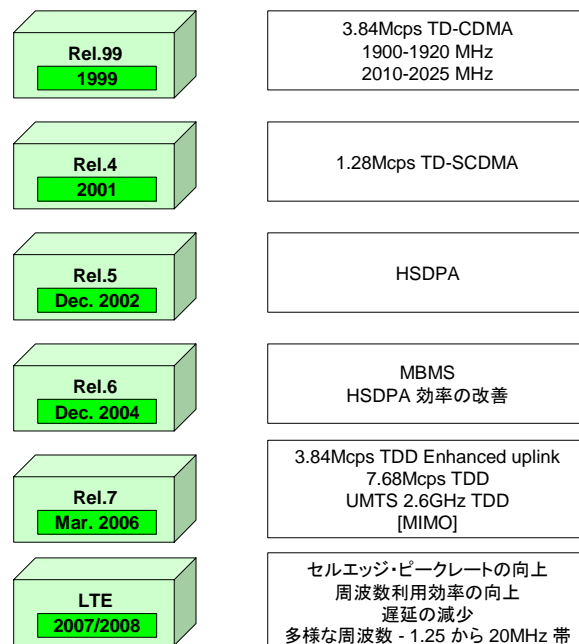 Rel.99
1999
3.84Mcps TD-CDMA
1900-1920 MHz
2010-2025 MHz
Rel.4
2001
1.28Mcps TD-SCDMA
Rel.5
Dec. 2002
HSDPA
Rel.6
Dec. 2004
MBMS
HSDPA 効率の改善
Rel.7
Mar. 2006
3.84Mcps TDD Enhanced uplink
7.68Mcps TDD
UMTS 2.6GHz TDD
[MIMO]
LTE
2007/2008
セルエッジ・ピークレートの向上
周波数利用効率の向上
遅延の減少
多様な周波数 - 1.25 から 20MHz 帯